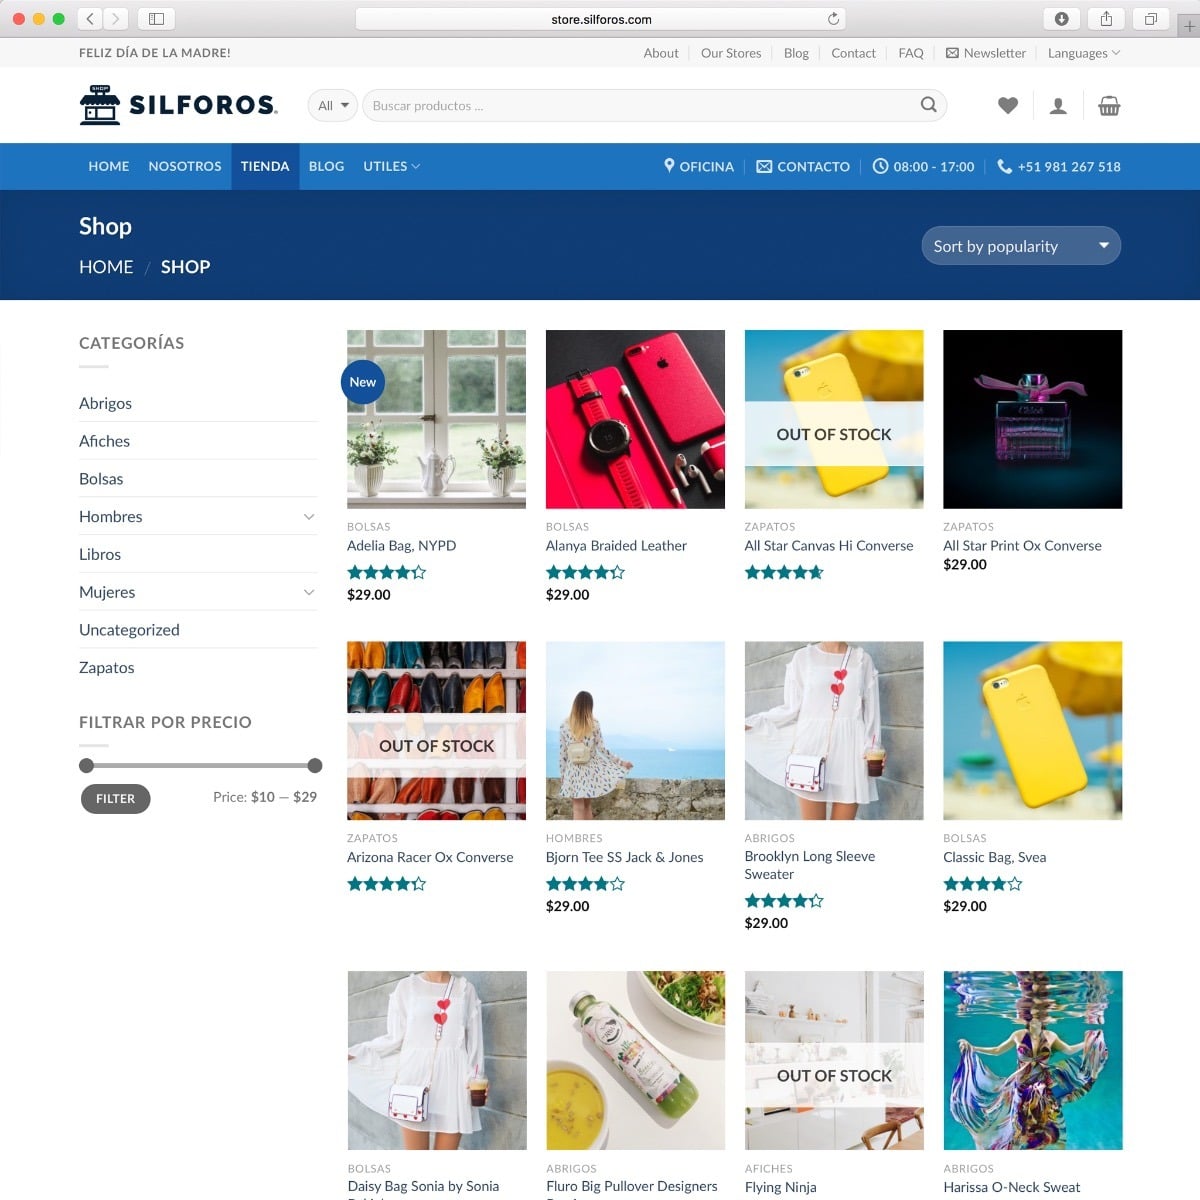 store.silforos.com
FELIZ DÍA DE LA MADRE!
About Our Stores Blog Contact FAQ Newsletter Languages
SHOP
SILFOROS
All
Buscar productos ...
HOME NOSOTROS TIENDA BLOG UTILES
OFICINA CONTACTO 08:00 - 17:00 +51 981 267 518
Shop
HOME / SHOP
Sort by popularity
CATEGORÍAS
Abrigos
Afiches
Bolsas
Hombres
Libros
Mujeres
Uncategorized
Zapatos
FILTRAR POR PRECIO
FILTER
Price: $10 — $29
New
BOLSAS
Adelia Bag, NYPD
$29.00
BOLSAS
Alanya Braided Leather
$29.00
OUT OF STOCK
ZAPATOS
All Star Canvas Hi Converse
Chloé
ZAPATOS
All Star Print Ox Converse
$29.00
OUT OF STOCK
ZAPATOS
Arizona Racer Ox Converse
HOMBRES
Bjorn Tee SS Jack & Jones
$29.00
ABRIGOS
Brooklyn Long Sleeve
Sweater
$29.00
BOLSAS
Classic Bag, Svea
$29.00
BOLSAS
Daisy Bag Sonia by Sonia
ABRIGOS
Fluro Big Pullover Designers
OUT OF STOCK
AFICHES
Flying Ninja
ABRIGOS
Harissa O-Neck Sweat